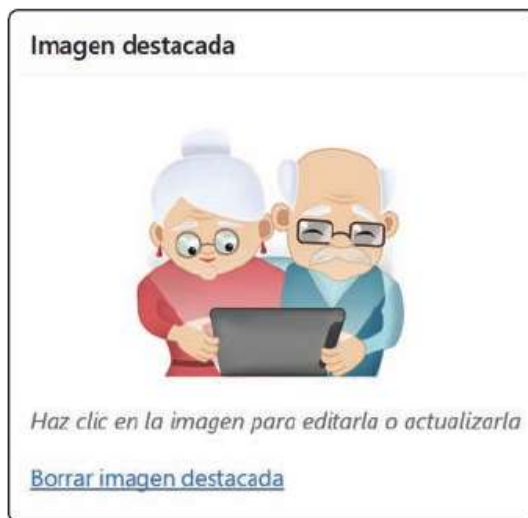 Imagen destacada
Haz clic en la imagen para editarla o actualizarla
Borrar imagen destacada